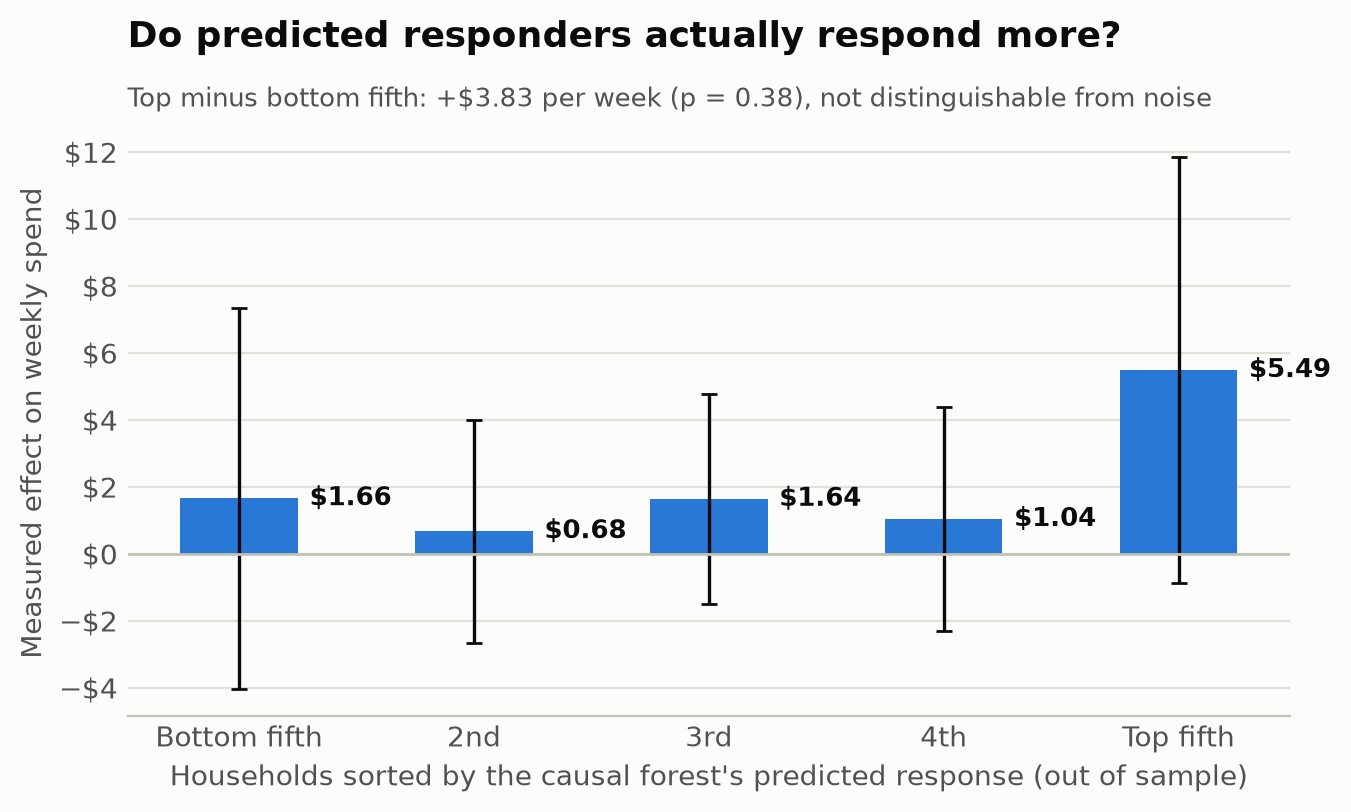 Do predicted responders actually respond more?
Top minus bottom fifth: +$3.83 per week (p = 0.38), not distinguishable from noise
Measured effect on weekly spend
$12
$10
$8
$6
$4
$2
$0
−$2
−$4
$1.66
$0.68
$1.64
$1.04
$5.49
Bottom fifth
2nd
3rd
4th
Top fifth
Households sorted by the causal forest's predicted response (out of sample)